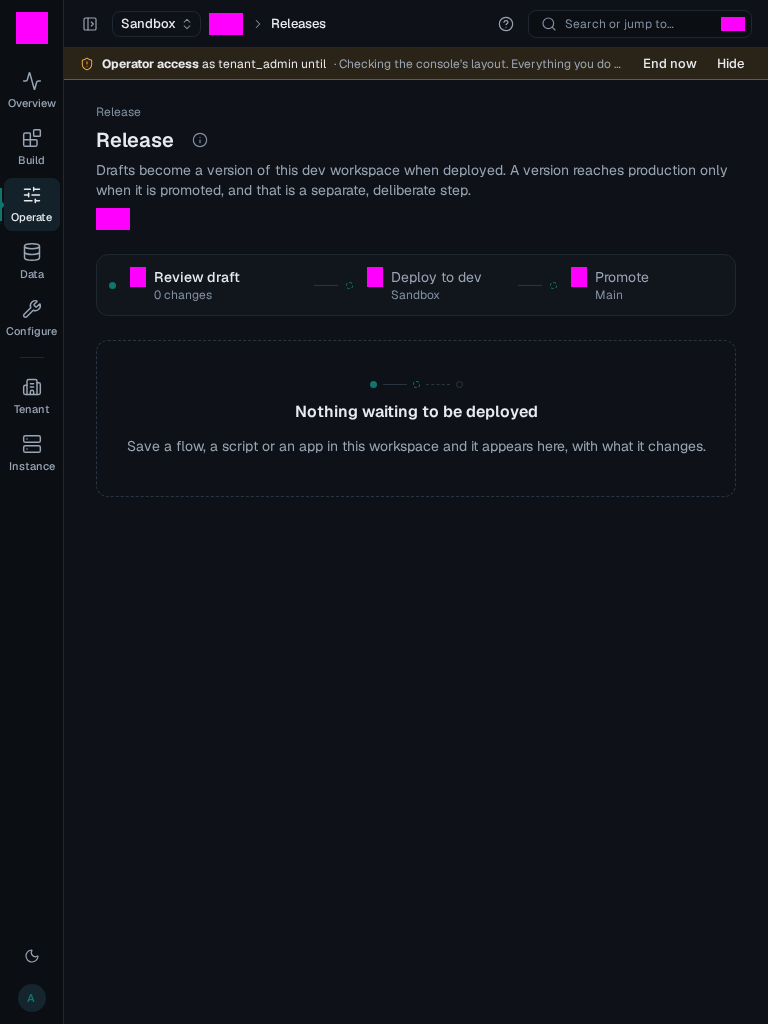 Sandbox
Releases
Search or jump to…
Operator access as tenant_admin until · Checking the console's layout. Everything you do …
End now
Hide
Overview
Build
Operate
Data
Configure
Tenant
Instance
A
Release
Release
Drafts become a version of this dev workspace when deployed. A version reaches production only
when it is promoted, and that is a separate, deliberate step.
Review draft
0 changes
Deploy to dev
Sandbox
Promote
Main
Nothing waiting to be deployed
Save a flow, a script or an app in this workspace and it appears here, with what it changes.